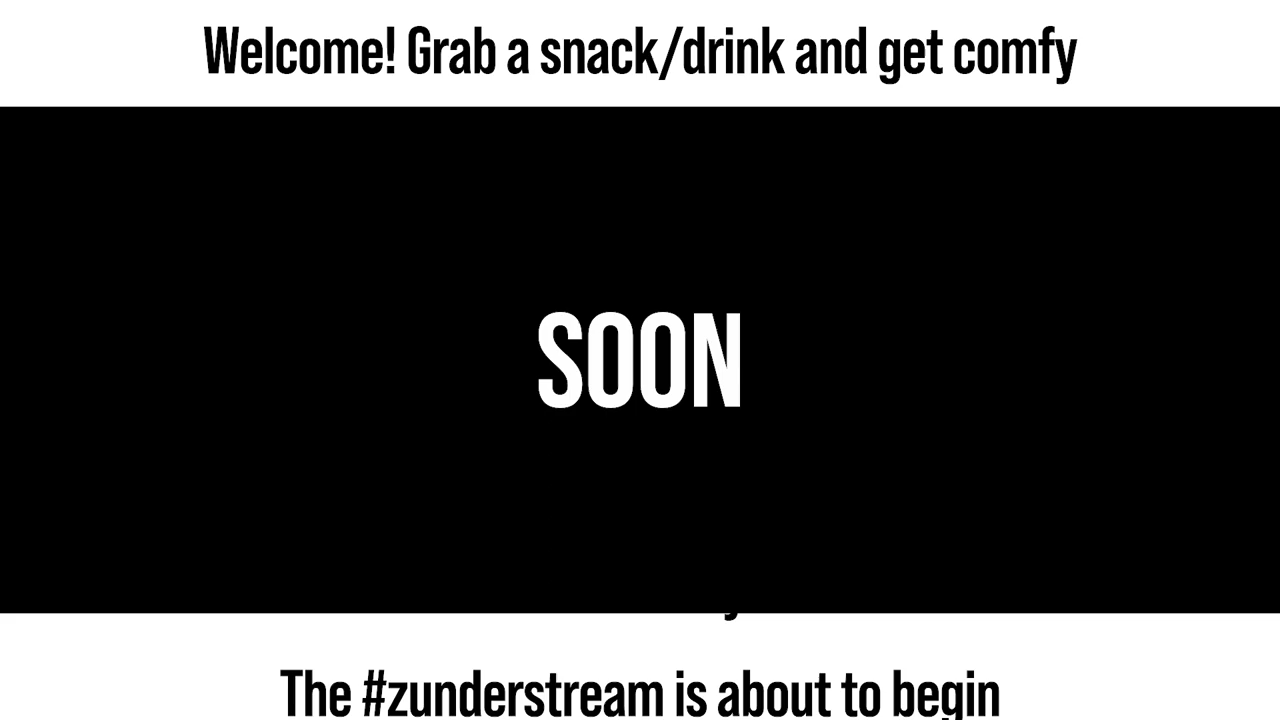 Welcome! Grab a snack/drink and get comfy
SOON
The #zunderstream is about to begin